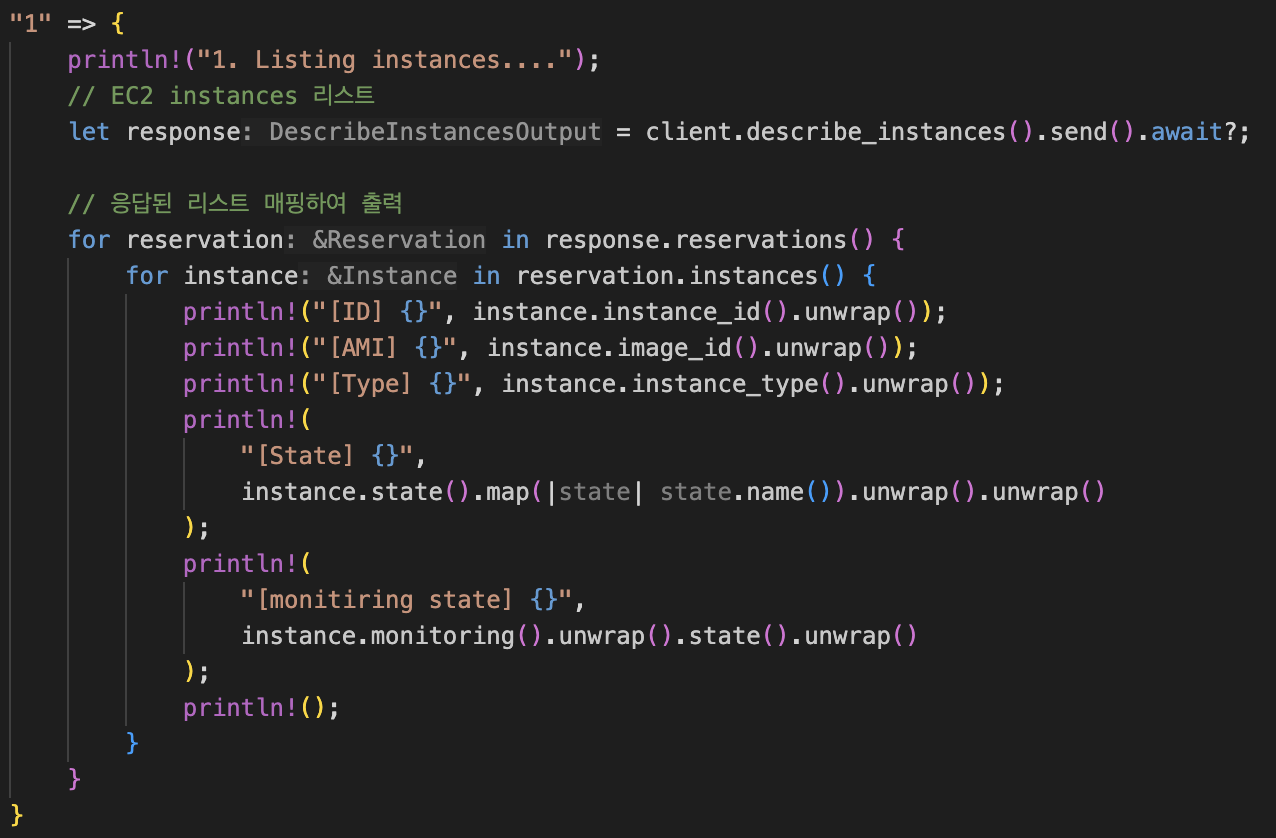 "1" => {
    println!("1. Listing instances....");
    // EC2 instances 리스트
    let response: DescribeInstancesOutput = client.describe_instances().send().await?;

    // 응답된 리스트 매핑하여 출력
    for reservation: &Reservation in response.reservations() {
        for instance: &Instance in reservation.instances() {
            println!("[ID] {}", instance.instance_id().unwrap());
            println!("[AMI] {}", instance.image_id().unwrap());
            println!("[Type] {}", instance.instance_type().unwrap());
            println!(
                "[State] {}",
                instance.state().map(|state| state.name()).unwrap().unwrap()
            );
            println!(
                "[monitiring state] {}",
                instance.monitoring().unwrap().state().unwrap()
            );
            println!();
        }
    }
}